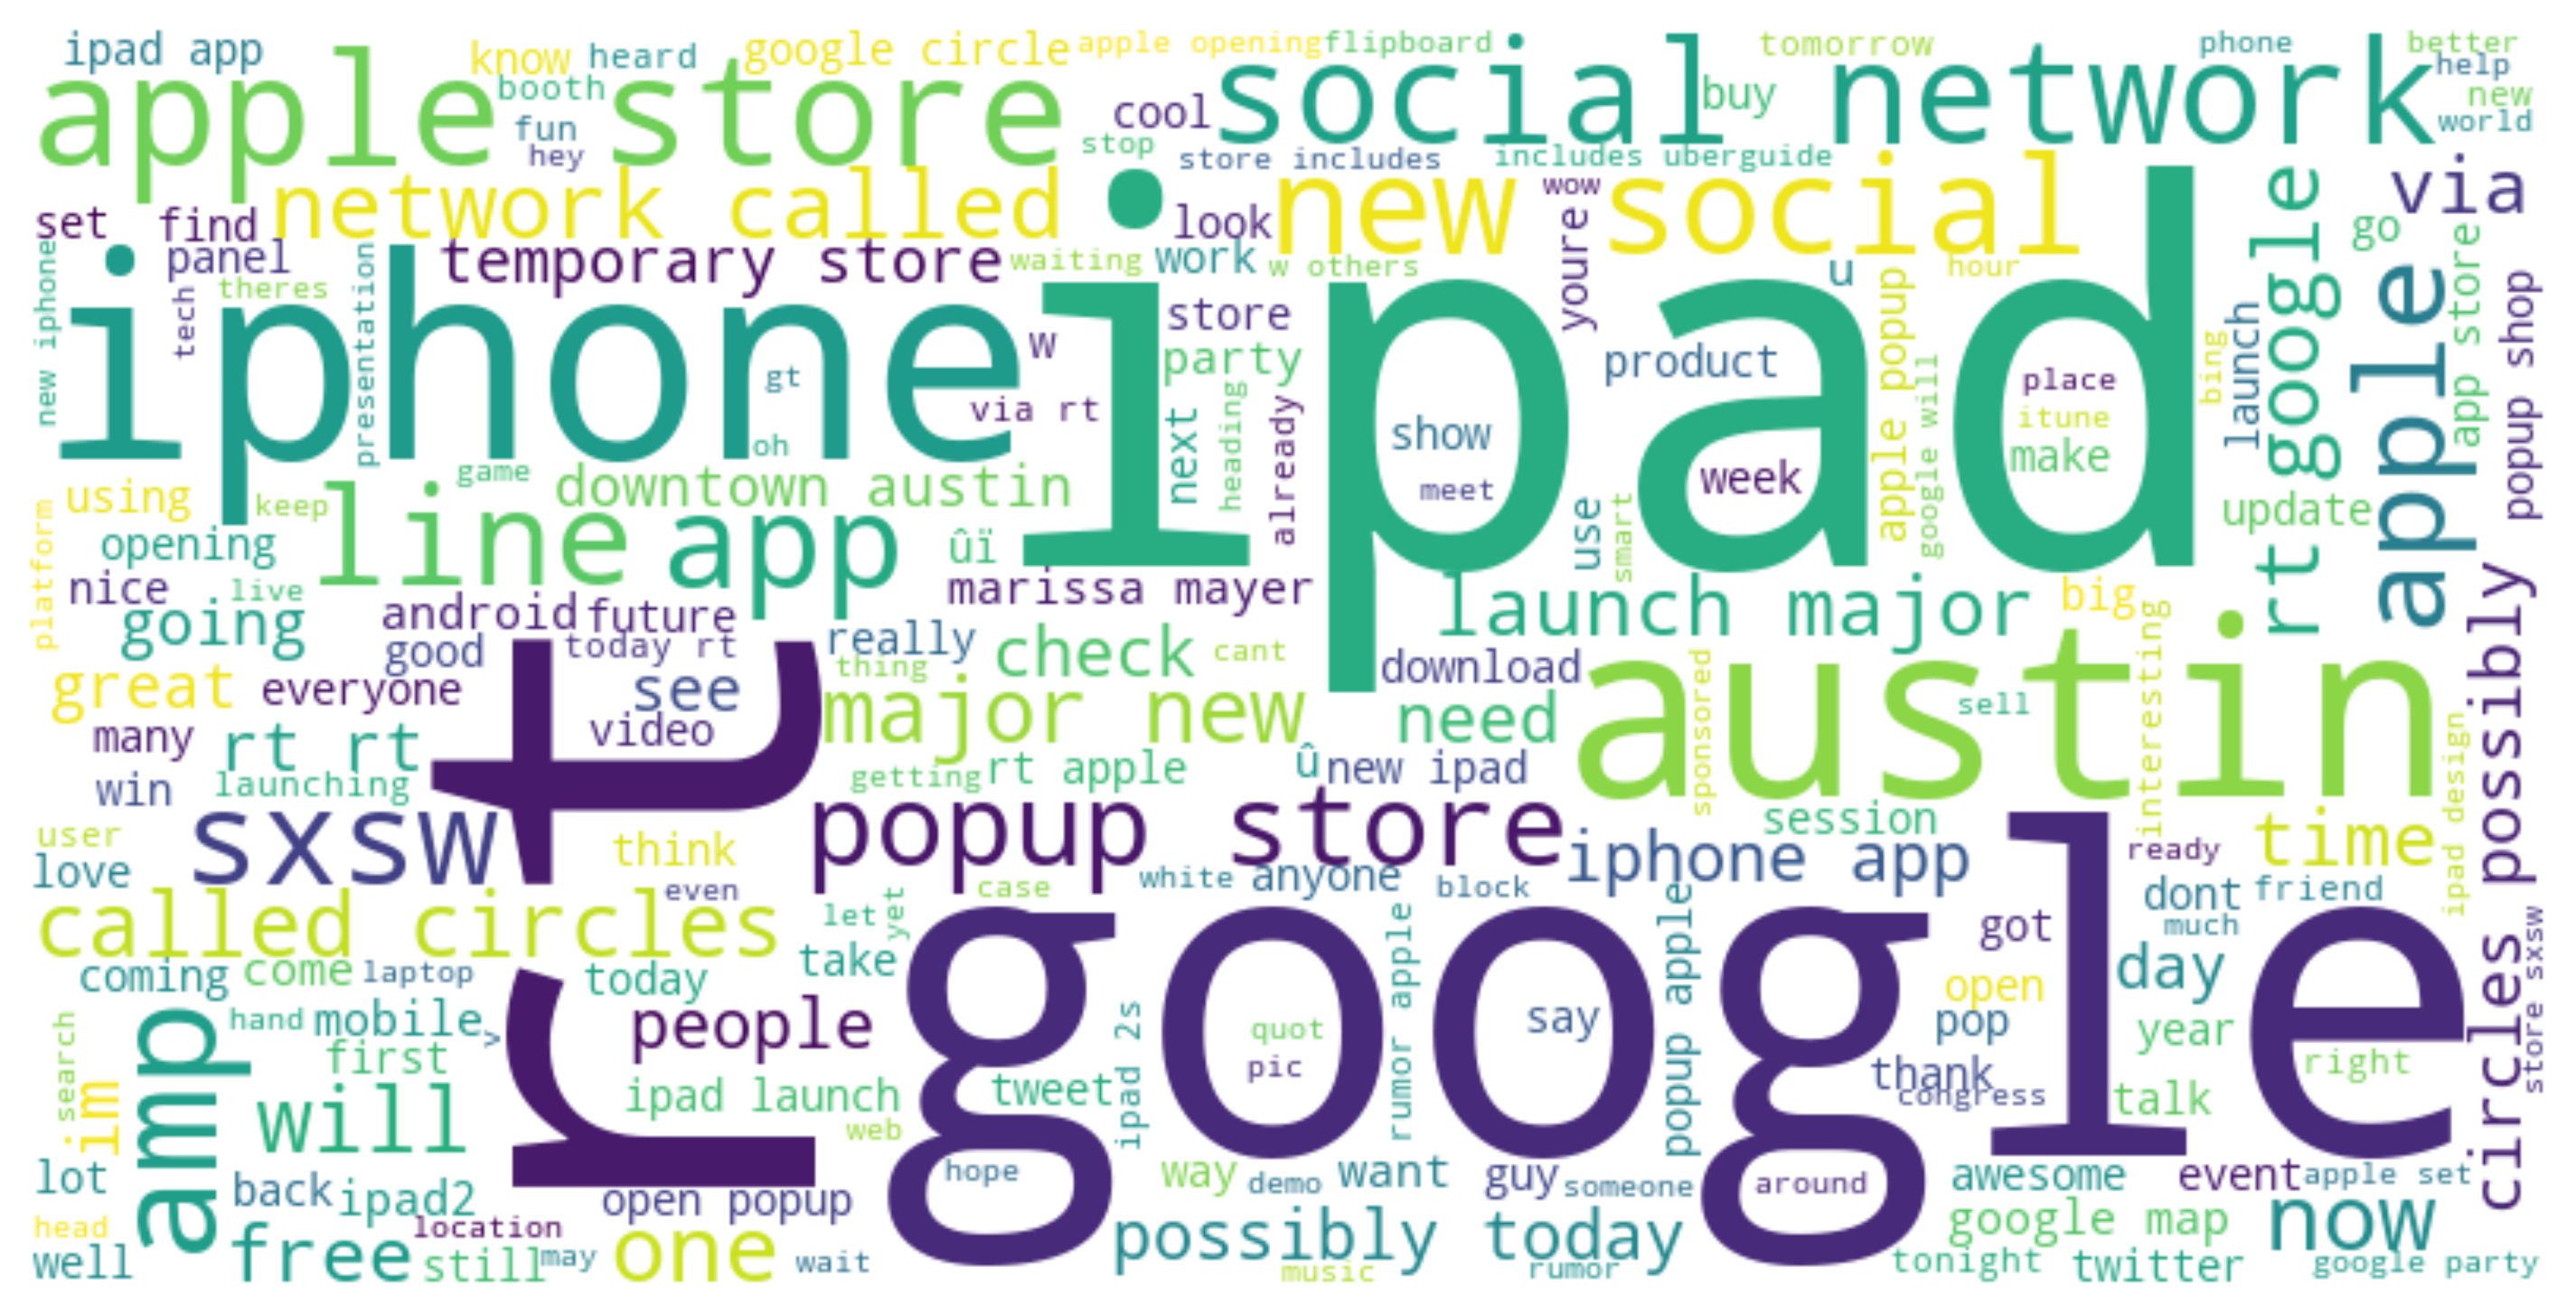 ipad app
know
heard
google circle
apple opening
flipboard
social network
tomorrow
phone
better
help
new
world
apple store
booth
fun
hey
cool
stop
buy
store includes
includes uberguide
via
set
find
network called
look
new social
wow
youre
go
rt google
apple
app store
popup shop
panel
temporary store
waiting
work
w others
u
hour
new iphone
tech
theres
presentation
iphone
ipad
store
w
party
product
apple popup
google will
place
itune
make
bing
launch
gt
via rt
oh
next
heading
already
show
meet
week
use
smart
update
using
keep
game
downtown austin
line
app
ûï
platform
opening
nice
live
going
android
future
marissa mayer
launch major
big
circles possibly
good
today rt
really
thing
check
cant
download
austin
sponsored
sell
interesting
ipad design
great
everyone
see
video
major new
need
many
rt rt
launching
win
rt
getting
rt apple
û
new ipad
popup store
session
time
sxsw
user
love
think
even
case
white
anyone
block
iphone app
ready
dont
friend
much
called circles
let
yet
take
google
rumor apple
popup apple
got
day
coming
come
laptop
today
people
open
pop
year
right
store sxsw
amp
hand
mobile
v
first
search
im
will
ipad launch
web
tweet
ipad 2s
quot
pic
say
thank
congress
talk
lot
back
ipad2
open popup
hope
way
demo
want
guy
someone
around
awesome
event
apple set
head
well
free
location
still
may
one
wait
possibly today
music
rumor
google map
tonight
twitter
now
google party